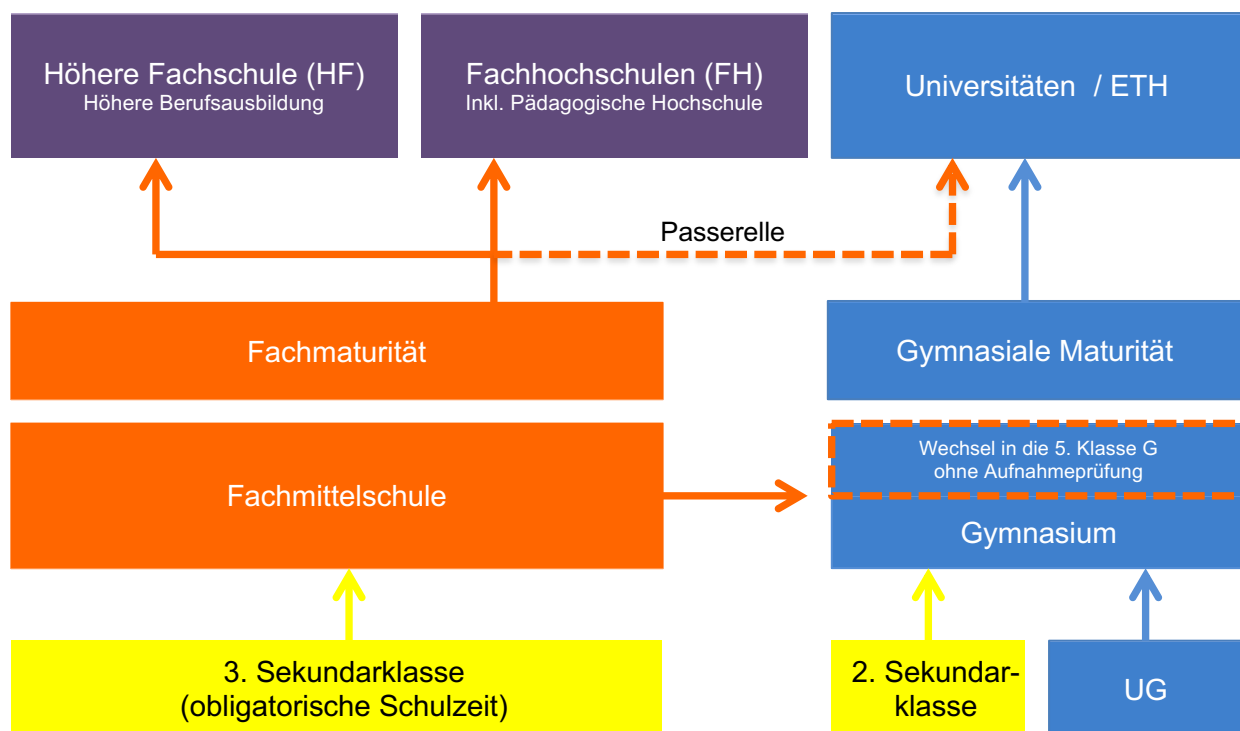 Höhere Fachschule (HF)
Höhere Berufsausbildung
Fachhochschulen (FH)
Inkl. Pädagogische Hochschule
Universitäten / ETH
Passerelle
Fachmaturität
Gymnasiale Maturität
Fachmittelschule
Wechsel in die 5. Klasse G
ohne Aufnahmeprüfung
Gymnasium
3. Sekundarklasse
(obligatorische Schulzeit)
2. Sekundar-
klasse
UG